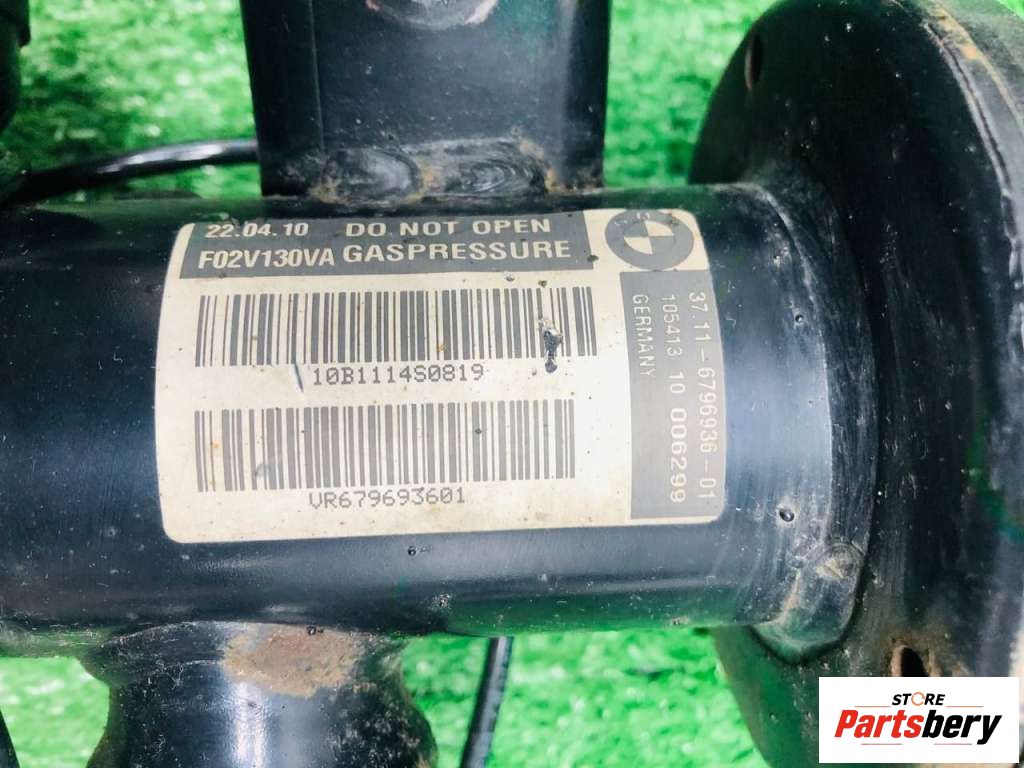 22.04.10 DO NOT OPEN
F02V130VA GASPRESSURE
10B1114S0819
VR679693601
37.11-6796936-01
105413 10 006299
GERMANY
STORE
Partsbery